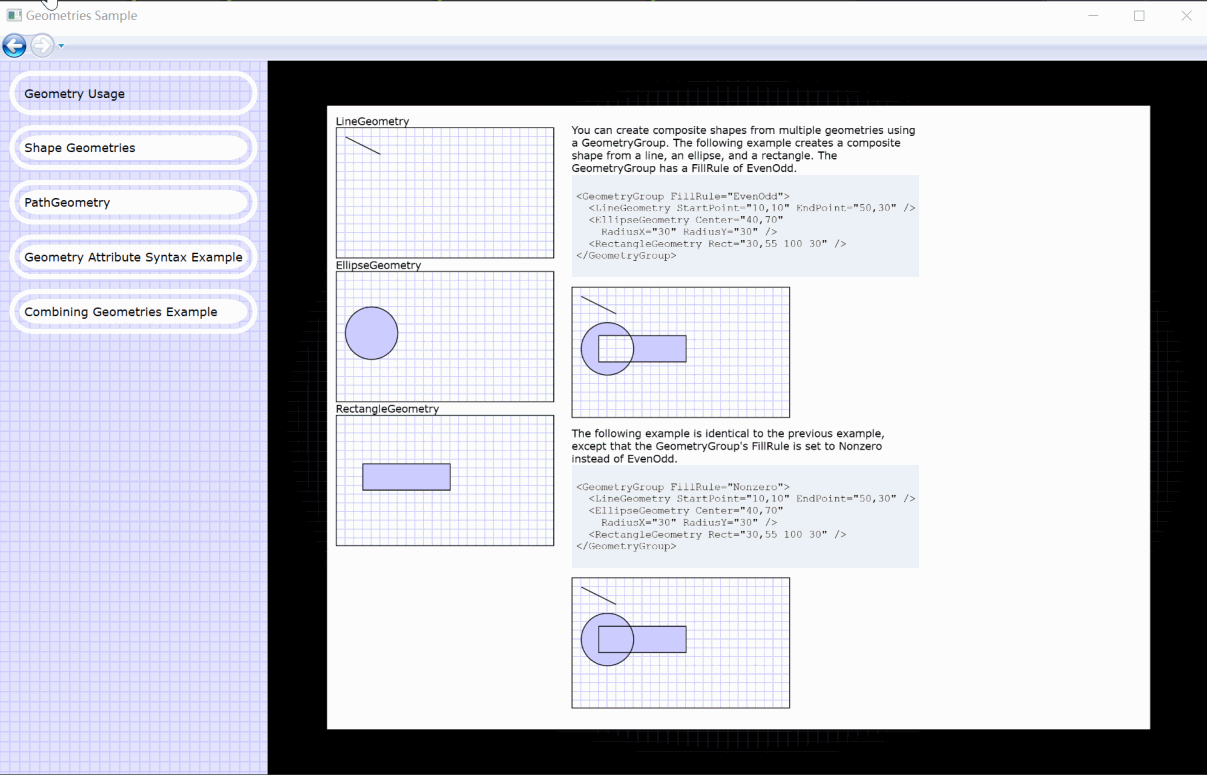 Geometries Sample
Geometry Usage
Shape Geometries
PathGeometry
Geometry Attribute Syntax Example
Combining Geometries Example
LineGeometry
EllipseGeometry
RectangleGeometry
You can create composite shapes from multiple geometries using
a GeometryGroup. The following example creates a composite
shape from a line, an ellipse, and a rectangle. The
GeometryGroup has a FillRule of EvenOdd.
<GeometryGroup FillRule="EvenOdd">
<LineGeometry StartPoint="10,10" EndPoint="50,30" />
<EllipseGeometry Center="40,70"
RadiusX="30" RadiusY="30" />
<RectangleGeometry Rect="30,55 100 30" />
</GeometryGroup>
The following example is identical to the previous example,
except that the GeometryGroup's FillRule is set to Nonzero
instead of EvenOdd.
<GeometryGroup FillRule="Nonzero">
<LineGeometry StartPoint="10,10" EndPoint="50,30" />
<EllipseGeometry Center="40,70"
RadiusX="30" RadiusY="30" />
<RectangleGeometry Rect="30,55 100 30" />
</GeometryGroup>